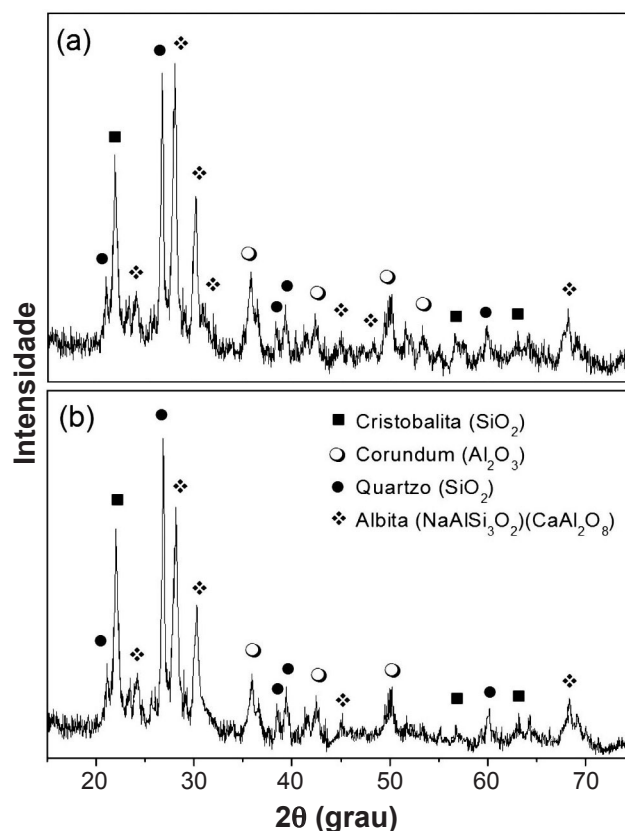 (a)
(b)
Intensidade
■ Cristobalita (SiO₂)
Corundum (Al₂O₃)
● Quartzo (SiO₂)
❖ Albita (NaAlSi₃O₂)(CaAl₂O₈)
20 30 40 50 60 70
2θ (grau)